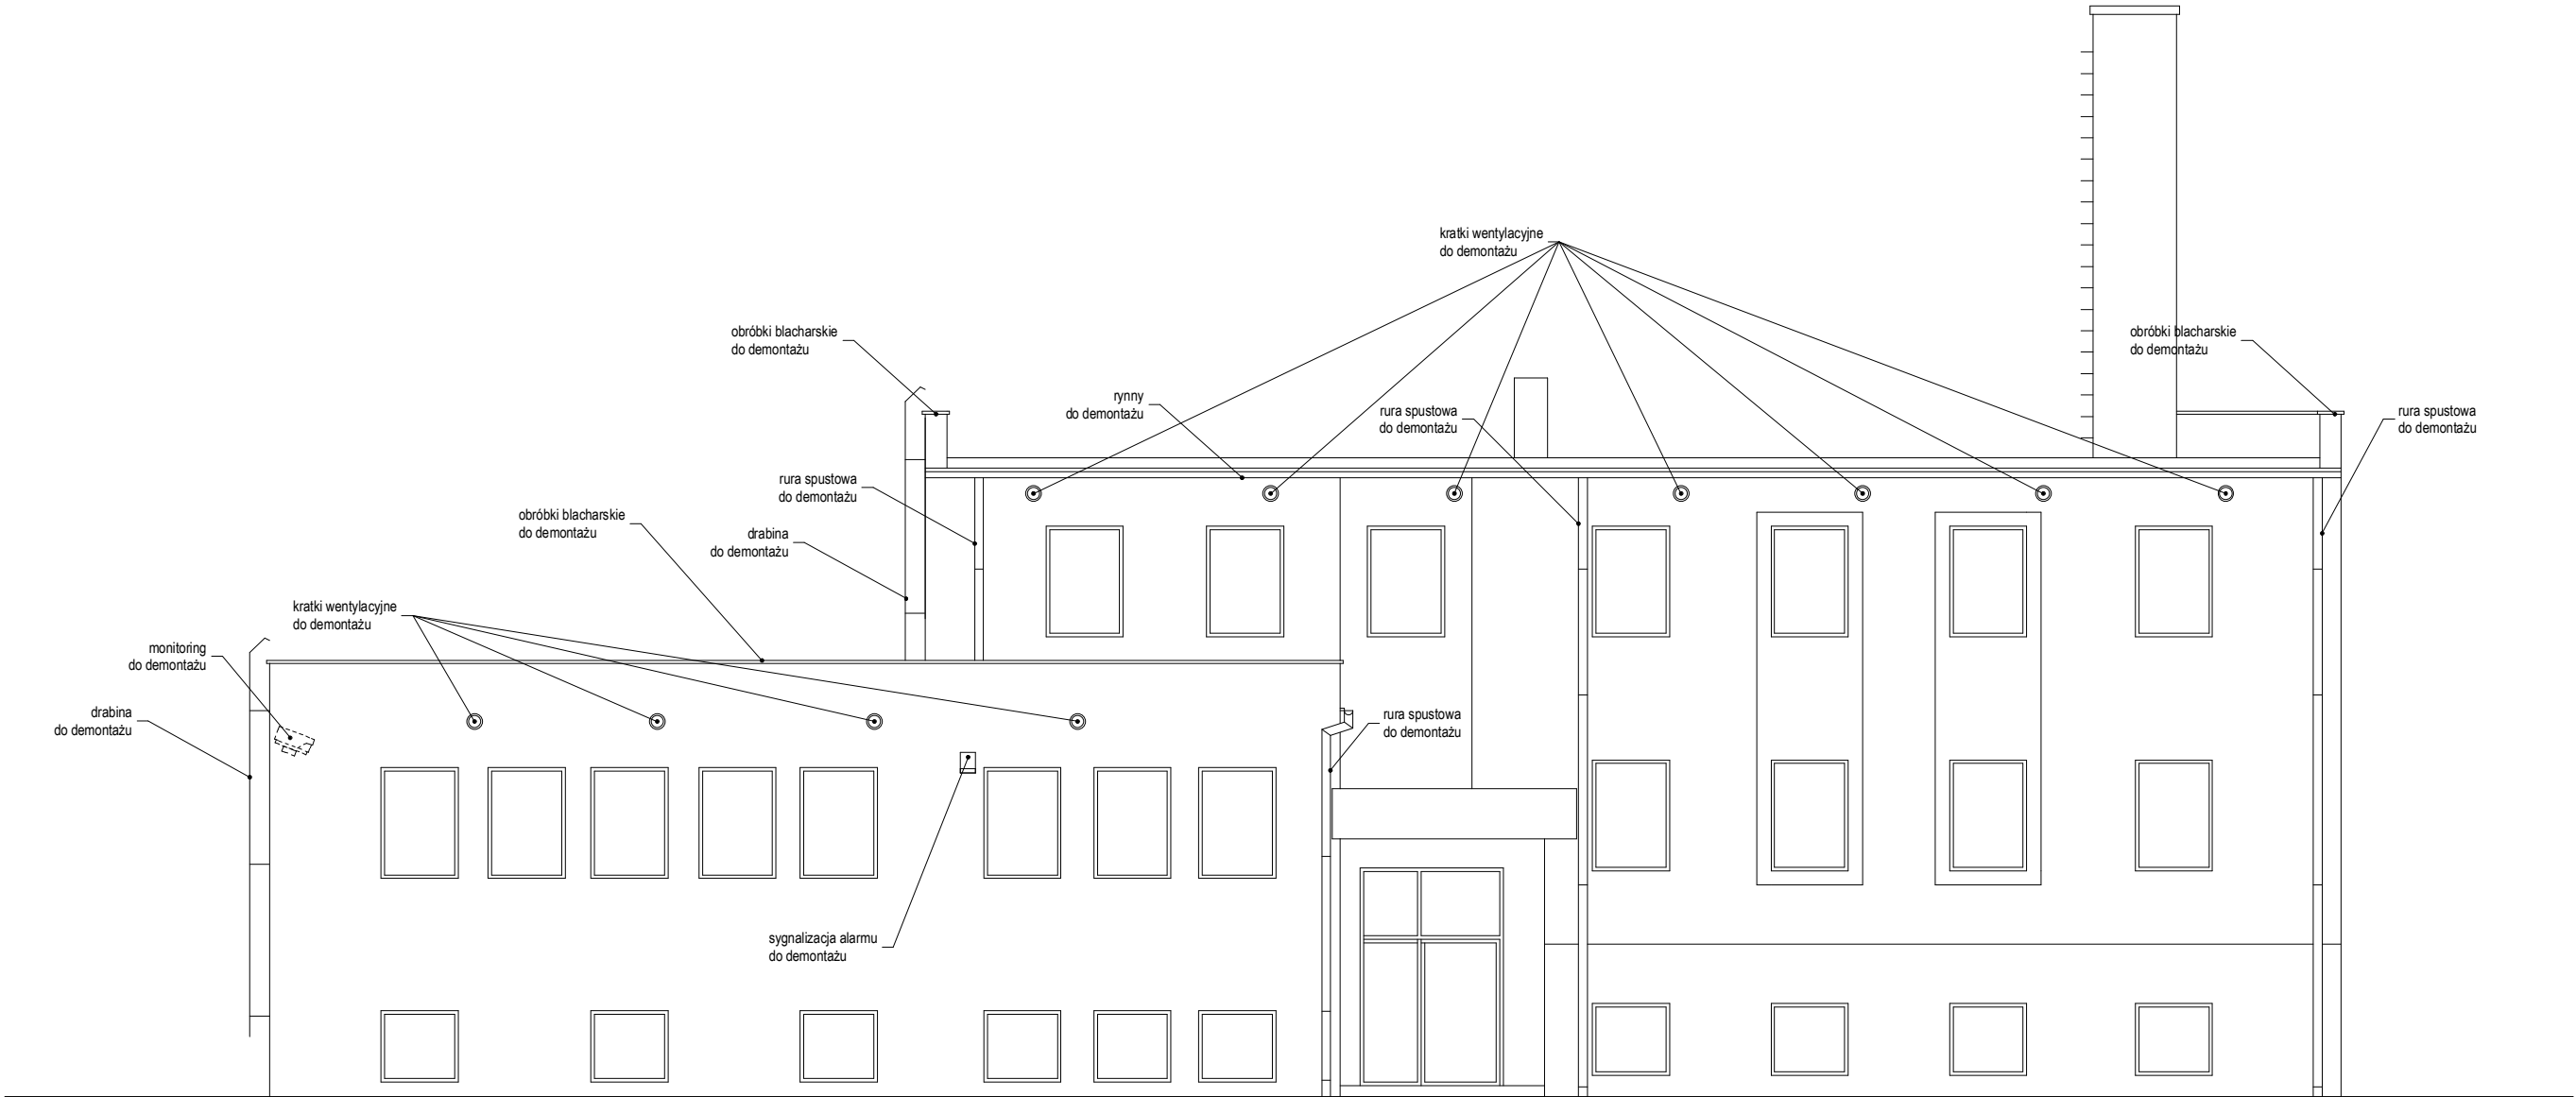 kratki wentylacyjne
do demontażu
obróbki blacharskie
do demontażu
obróbki blacharskie
do demontażu
rynny
do demontażu
rura spustowa
do demontażu
rura spustowa
do demontażu
rura spustowa
do demontażu
obróbki blacharskie
do demontażu
drabina
do demontażu
kratki wentylacyjne
do demontażu
monitoring
do demontażu
drabina
do demontażu
rura spustowa
do demontażu
sygnalizacja alarmu
do demontażu